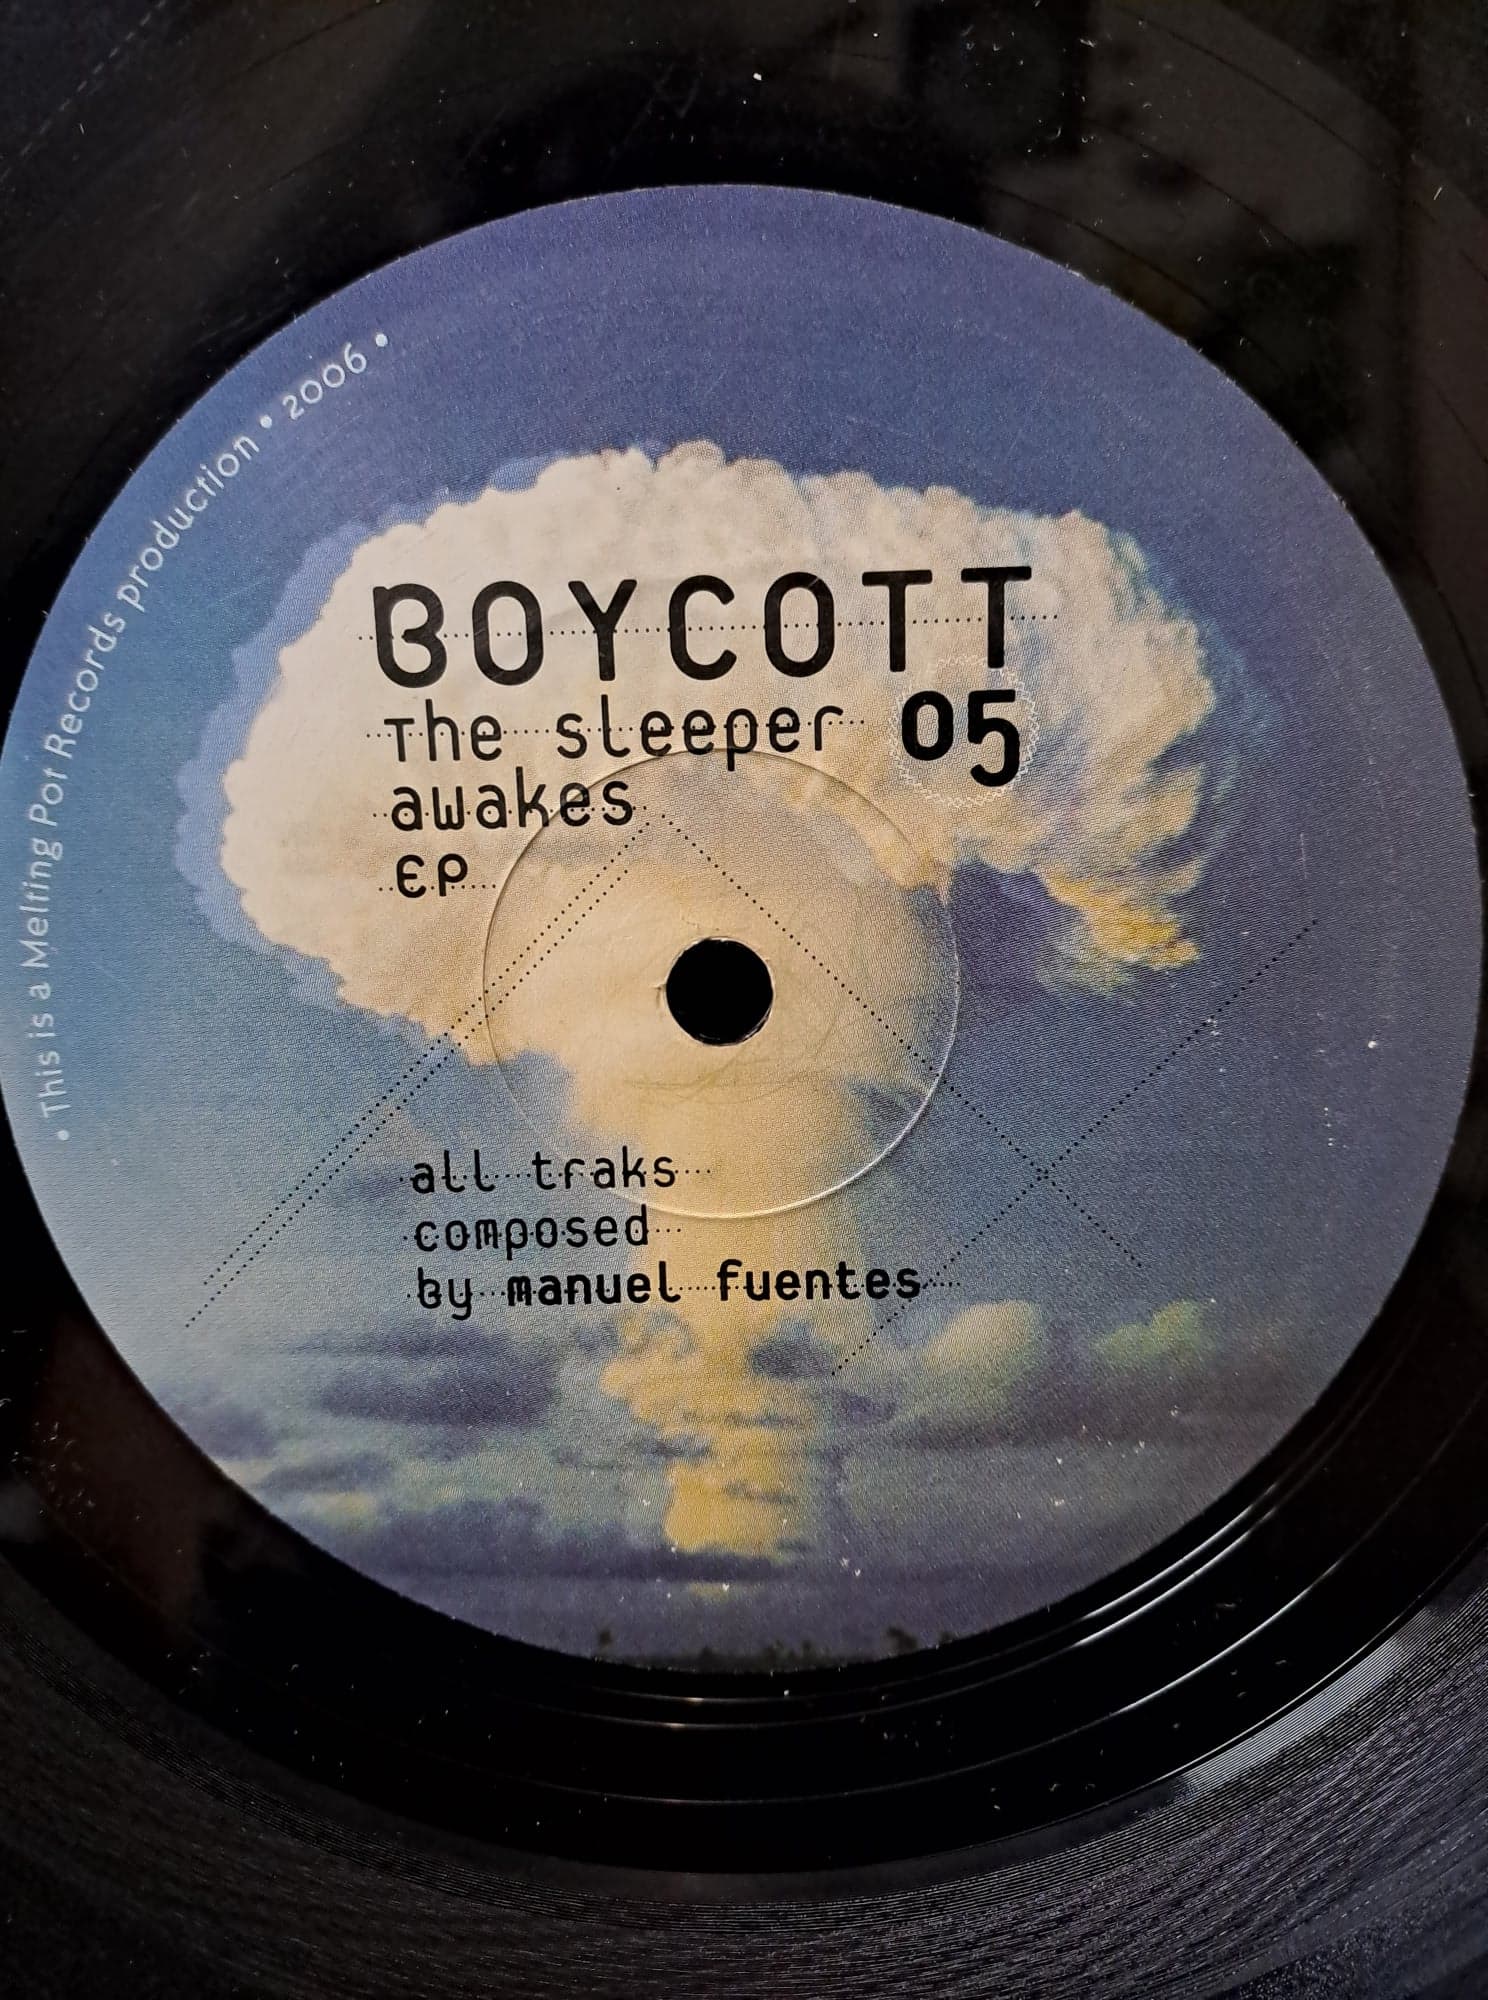 • This is a Melting Pot Records production • 2006 •
BOYCOTT
The sleeper 05
awakes
EP
all traks
composed
by manuel fuentes